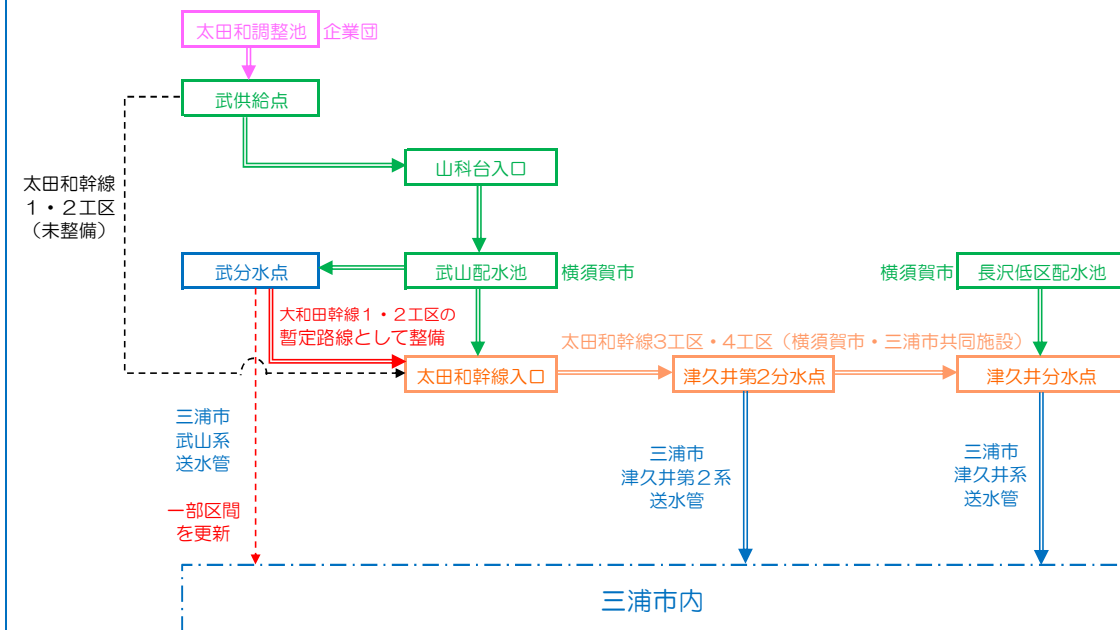 太田和調整池 企業団
武供給点
山科台入口
太田和幹線
1・2工区
(未整備)
武分水点
武山配水池
横須賀市
横須賀市
長沢低区配水池
大和田幹線1・2工区の
暫定路線として整備
太田和幹線3工区・4工区(横須賀市・三浦市共同施設)
太田和幹線入口
津久井第2分水点
津久井分水点
三浦市
武山系
送水管
三浦市
津久井第2系
送水管
三浦市
津久井系
送水管
一部区間
を更新
三浦市内